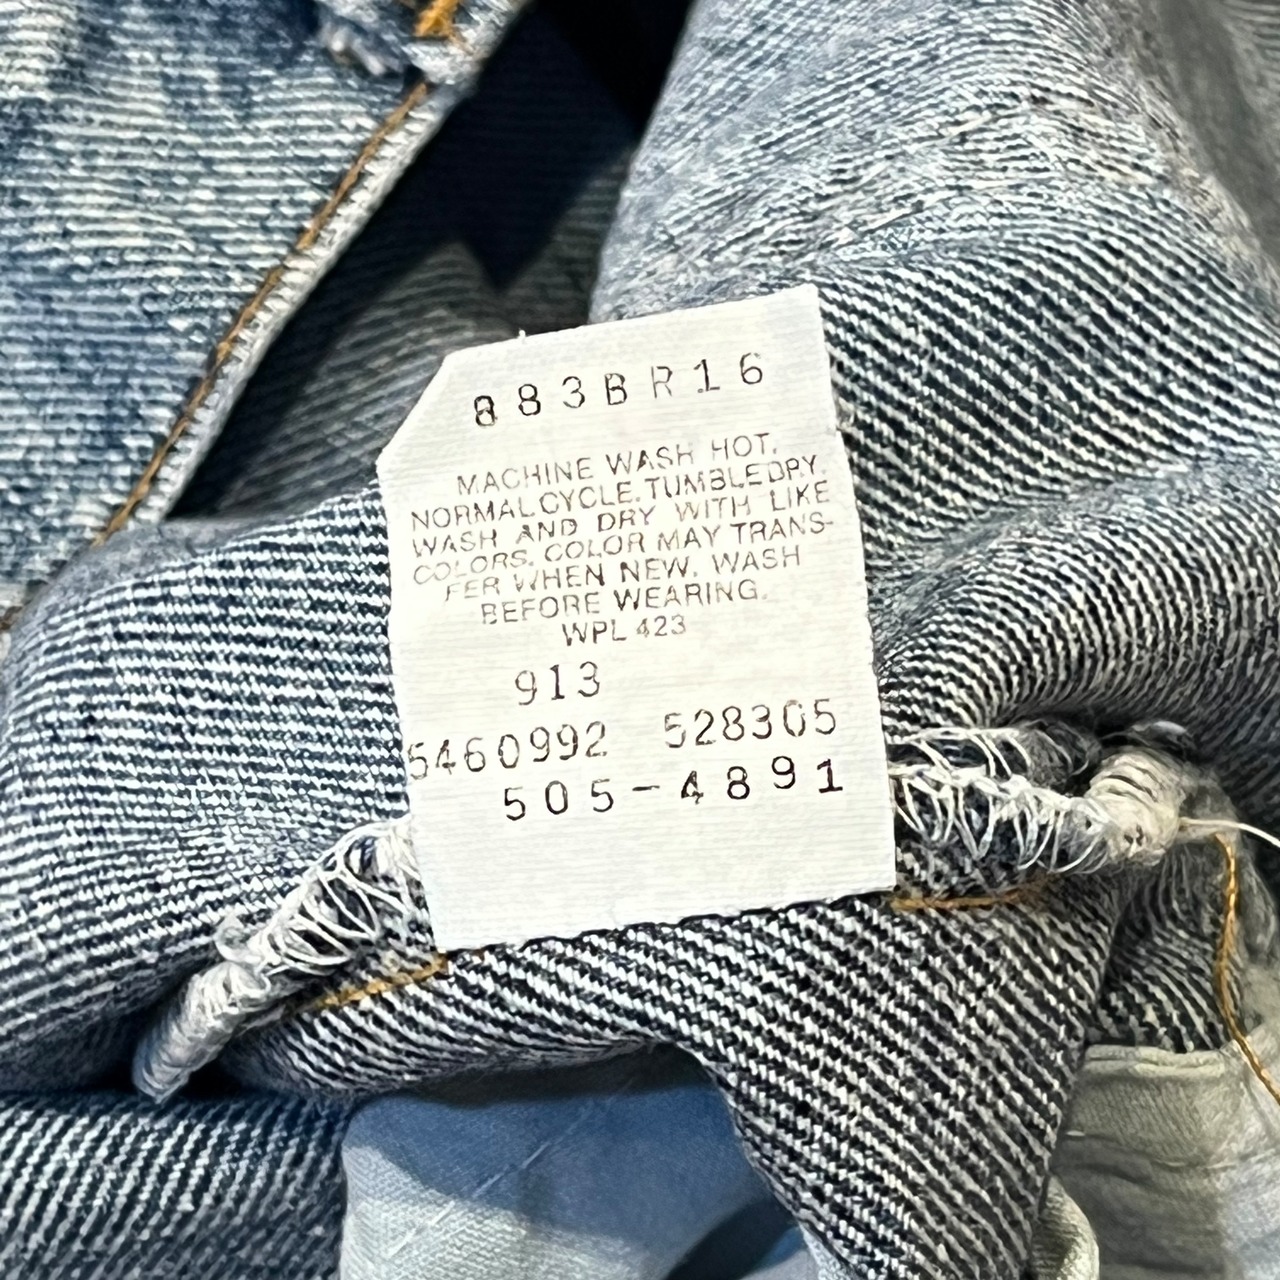 883BR16
MACHINE WASH HOT.
NORMAL CYCLE. TUMBLE DRY.
WASH AND DRY WITH LIKE
COLORS. COLOR MAY TRANS-
FER WHEN NEW. WASH
BEFORE WEARING.
WPL 423
913
5460992 528305
505-4891